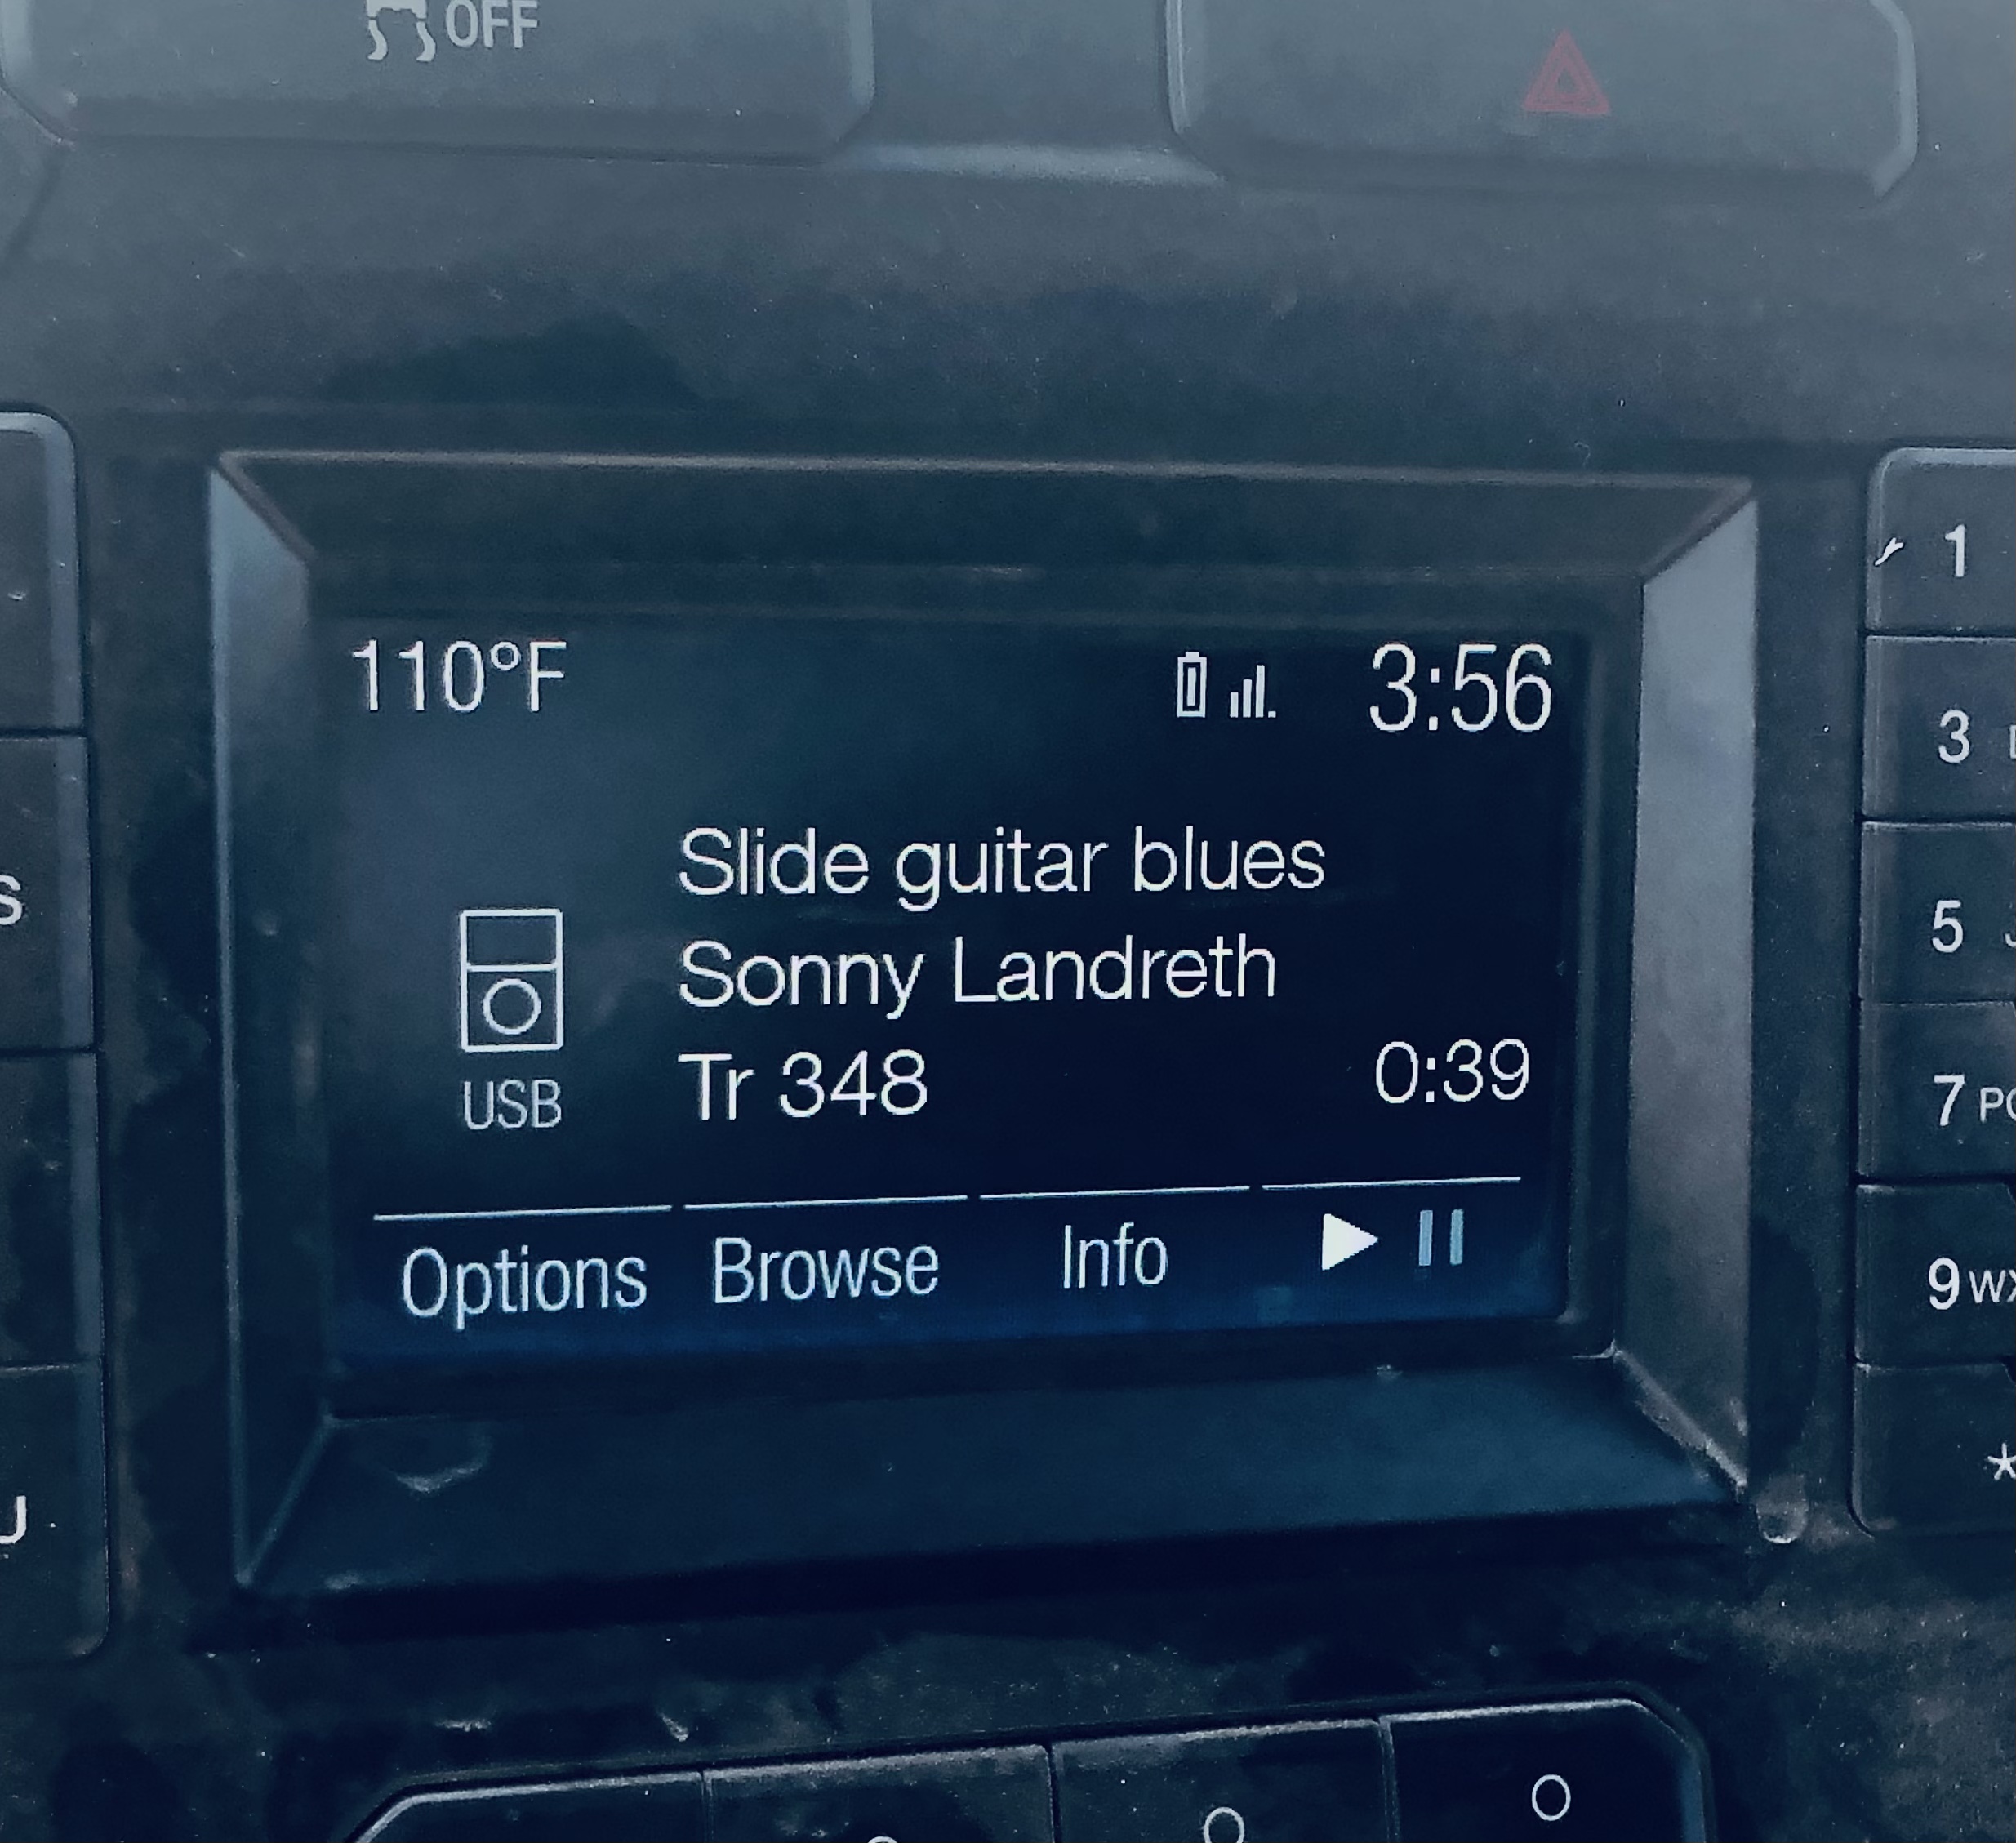 OFF
110°F 3:56
Slide guitar blues
Sonny Landreth
Tr 348 0:39
USB
Options Browse Info
1
3
5
7
9 WX
*